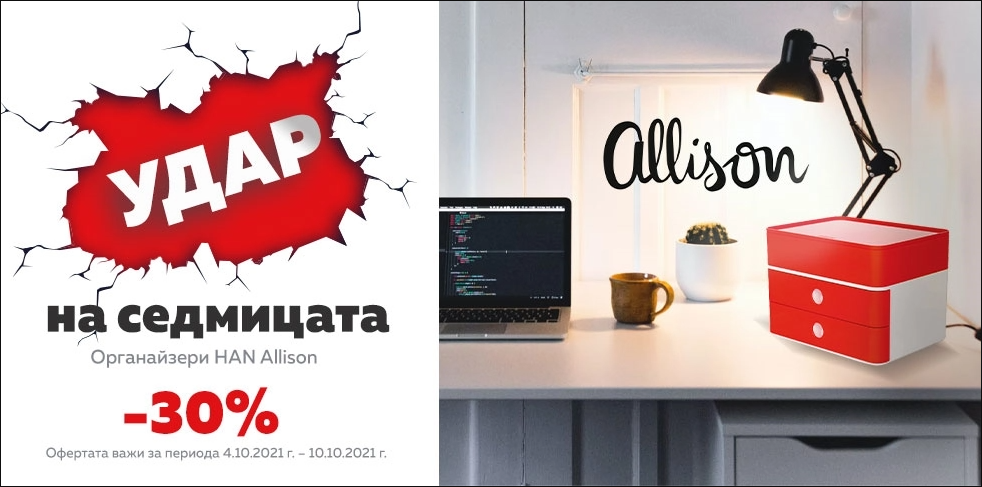 УДАР
на седмицата
Органайзери HAN Allison
-30%
Офертата важи за периода 4.10.2021 г. – 10.10.2021 г.
Allison